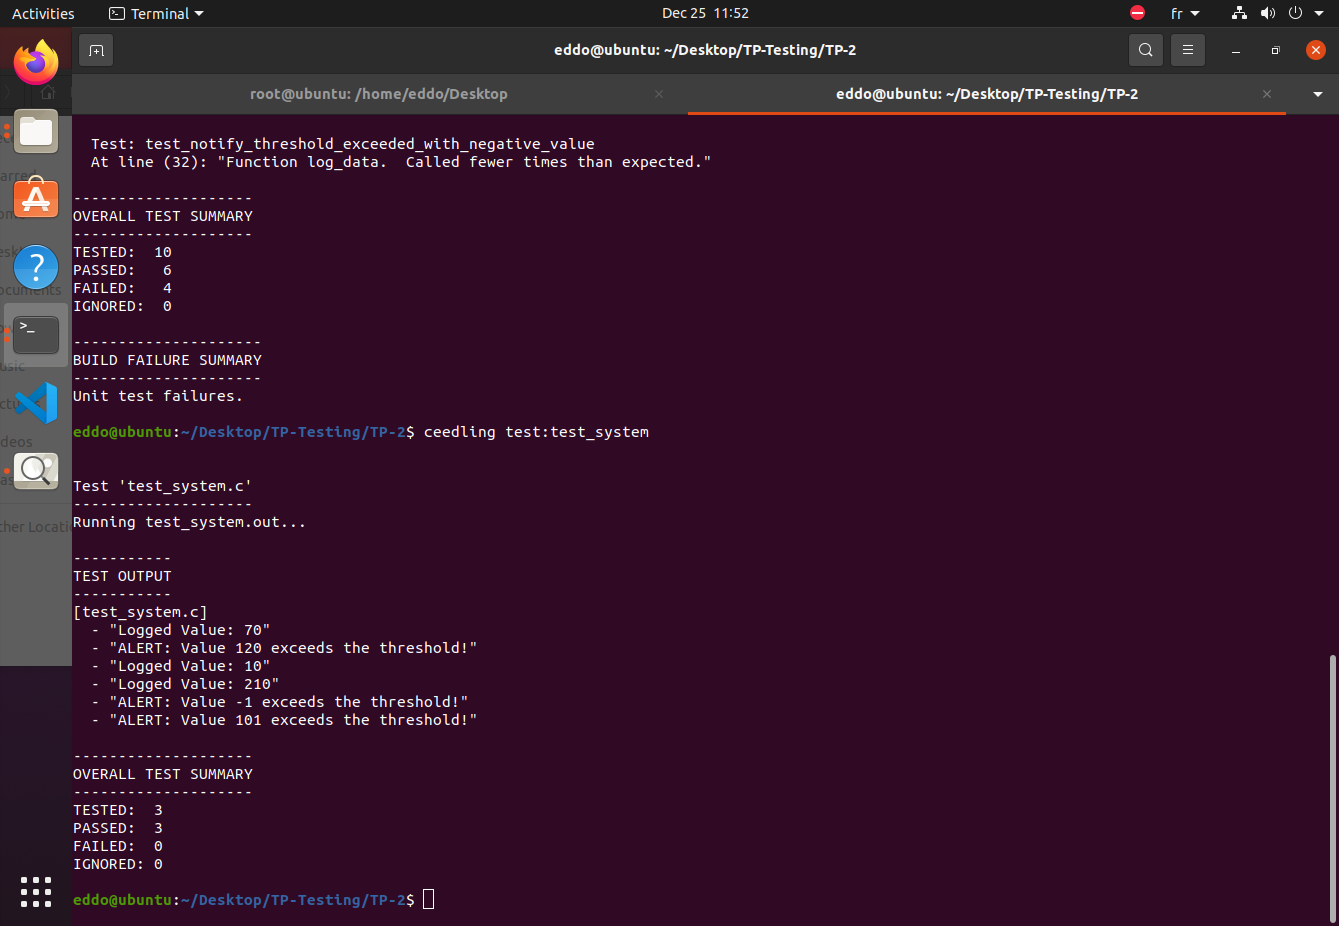 Activities
Terminal
Dec 25 11:52
fr
eddo@ubuntu: ~/Desktop/TP-Testing/TP-2
root@ubuntu: /home/eddo/Desktop
eddo@ubuntu: ~/Desktop/TP-Testing/TP-2
Test: test_notify_threshold_exceeded_with_negative_value
At line (32): "Function log_data.  Called fewer times than expected."
--------------------
OVERALL TEST SUMMARY
--------------------
TESTED:  10
PASSED:   6
FAILED:   4
IGNORED:  0
---------------------
BUILD FAILURE SUMMARY
---------------------
Unit test failures.
eddo@ubuntu:~/Desktop/TP-Testing/TP-2$ ceedling test:test_system
Test 'test_system.c'
--------------------
Running test_system.out...
-----------
TEST OUTPUT
-----------
[test_system.c]
- "Logged Value: 70"
- "ALERT: Value 120 exceeds the threshold!"
- "Logged Value: 10"
- "Logged Value: 210"
- "ALERT: Value -1 exceeds the threshold!"
- "ALERT: Value 101 exceeds the threshold!"
--------------------
OVERALL TEST SUMMARY
--------------------
TESTED:  3
PASSED:  3
FAILED:  0
IGNORED: 0
eddo@ubuntu:~/Desktop/TP-Testing/TP-2$